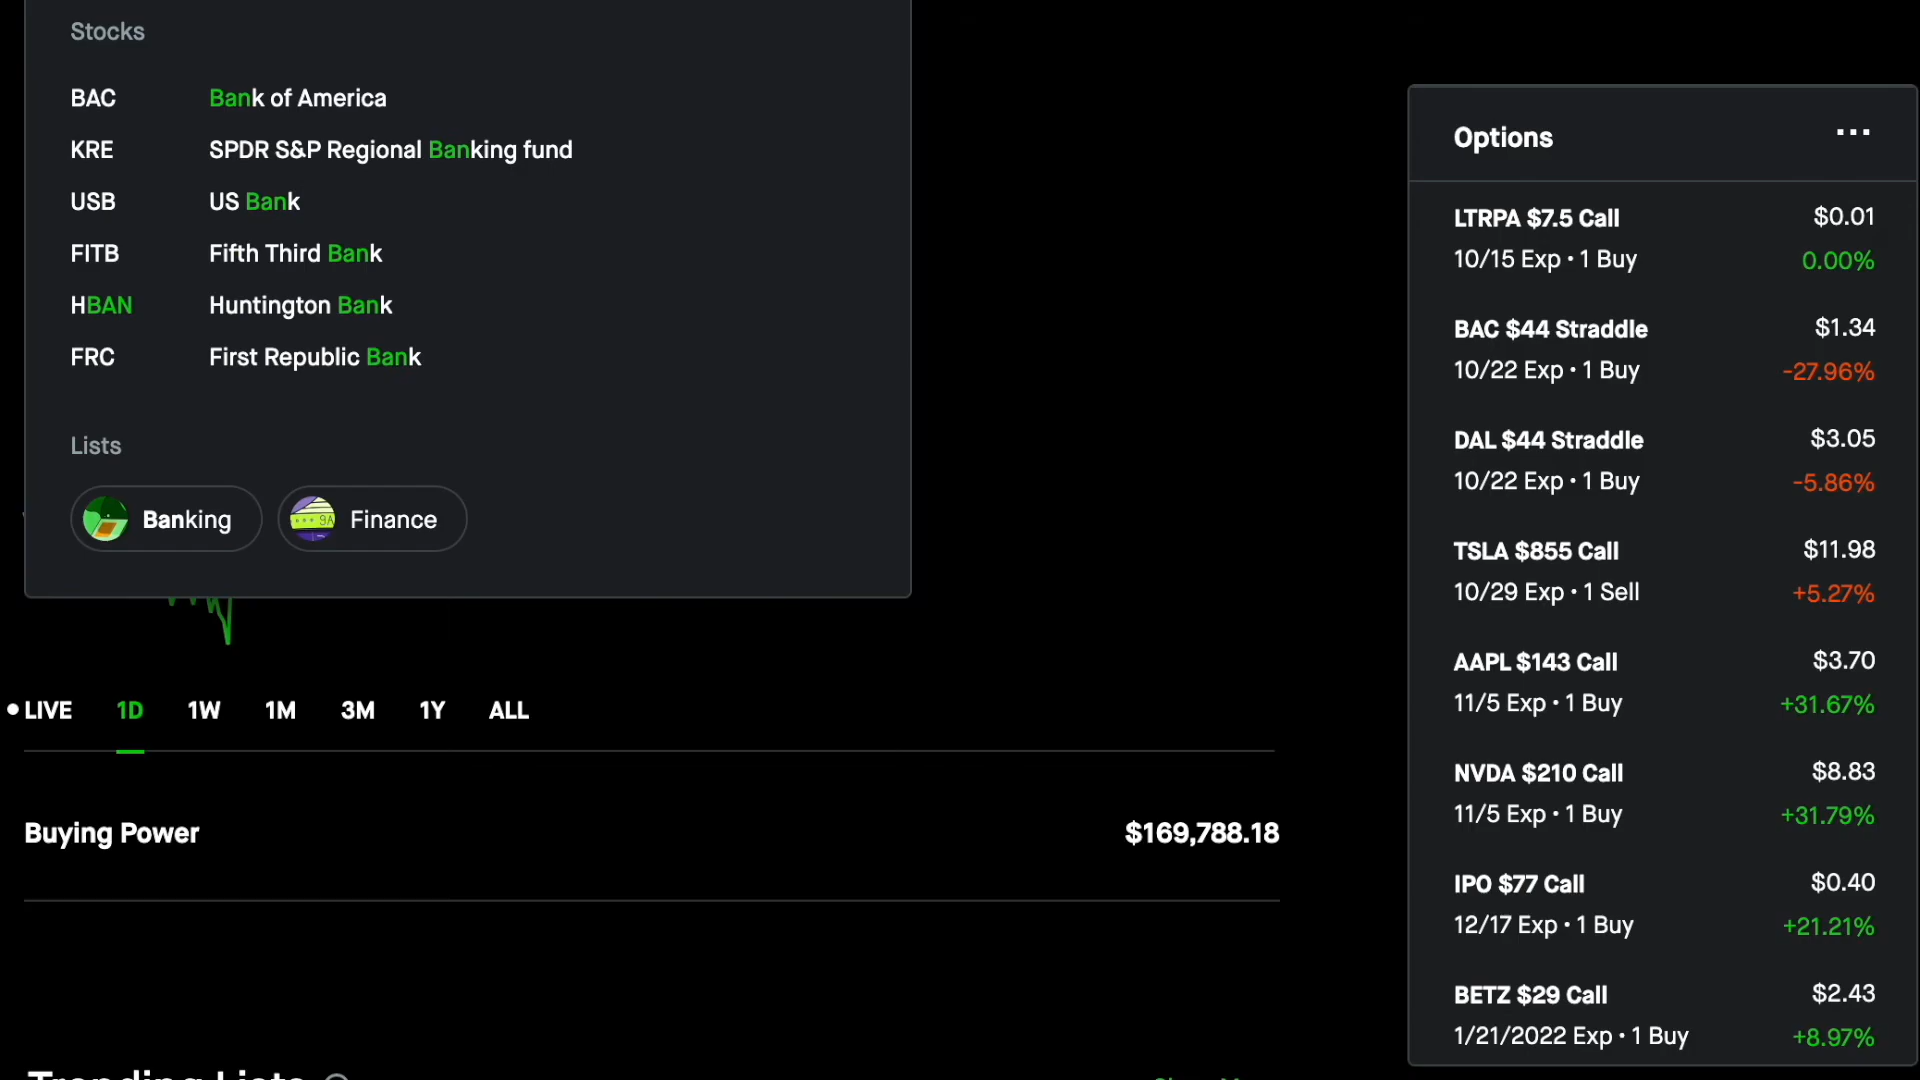 Stocks
BAC Bank of America
KRE SPDR S&P Regional Banking fund
USB US Bank
FITB Fifth Third Bank
HBAN Huntington Bank
FRC First Republic Bank
Lists
Banking Finance
LIVE 1D 1W 1M 3M 1Y ALL
Buying Power $169,788.18
Trending Lists
Options ...
LTRPA $7.5 Call $0.01
10/15 Exp • 1 Buy 0.00%
BAC $44 Straddle $1.34
10/22 Exp • 1 Buy -27.96%
DAL $44 Straddle $3.05
10/22 Exp • 1 Buy -5.86%
TSLA $855 Call $11.98
10/29 Exp • 1 Sell +5.27%
AAPL $143 Call $3.70
11/5 Exp • 1 Buy +31.67%
NVDA $210 Call $8.83
11/5 Exp • 1 Buy +31.79%
IPO $77 Call $0.40
12/17 Exp • 1 Buy +21.21%
BETZ $29 Call $2.43
1/21/2022 Exp • 1 Buy +8.97%